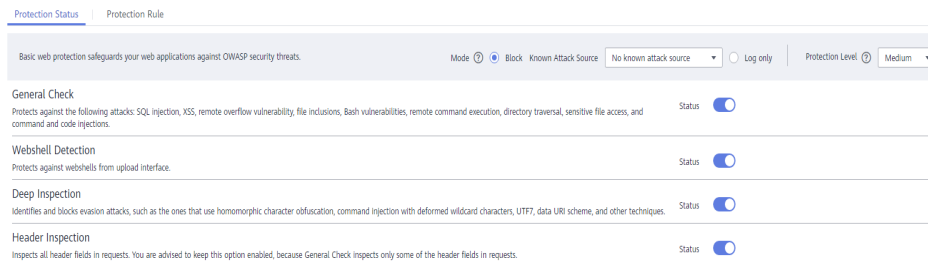 Protection Status Protection Rule
Basic web protection safeguards your web applications against OWASP security threats. Mode ? Block Known Attack Source No known attack source Log only Protection Level ? Medium
General Check
Protects against the following attacks: SQL injection, XSS, remote overflow vulnerability, file inclusions, Bash vulnerabilities, remote command execution, directory traversal, sensitive file access, and
command and code injections.
Status
Webshell Detection
Protects against webshells from upload interface.
Status
Deep Inspection
Identifies and blocks evasion attacks, such as the ones that use homomorphic character obfuscation, command injection with deformed wildcard characters, UTF7, data URI scheme, and other techniques.
Status
Header Inspection
Inspects all header fields in requests. You are advised to keep this option enabled, because General Check inspects only some of the header fields in requests.
Status